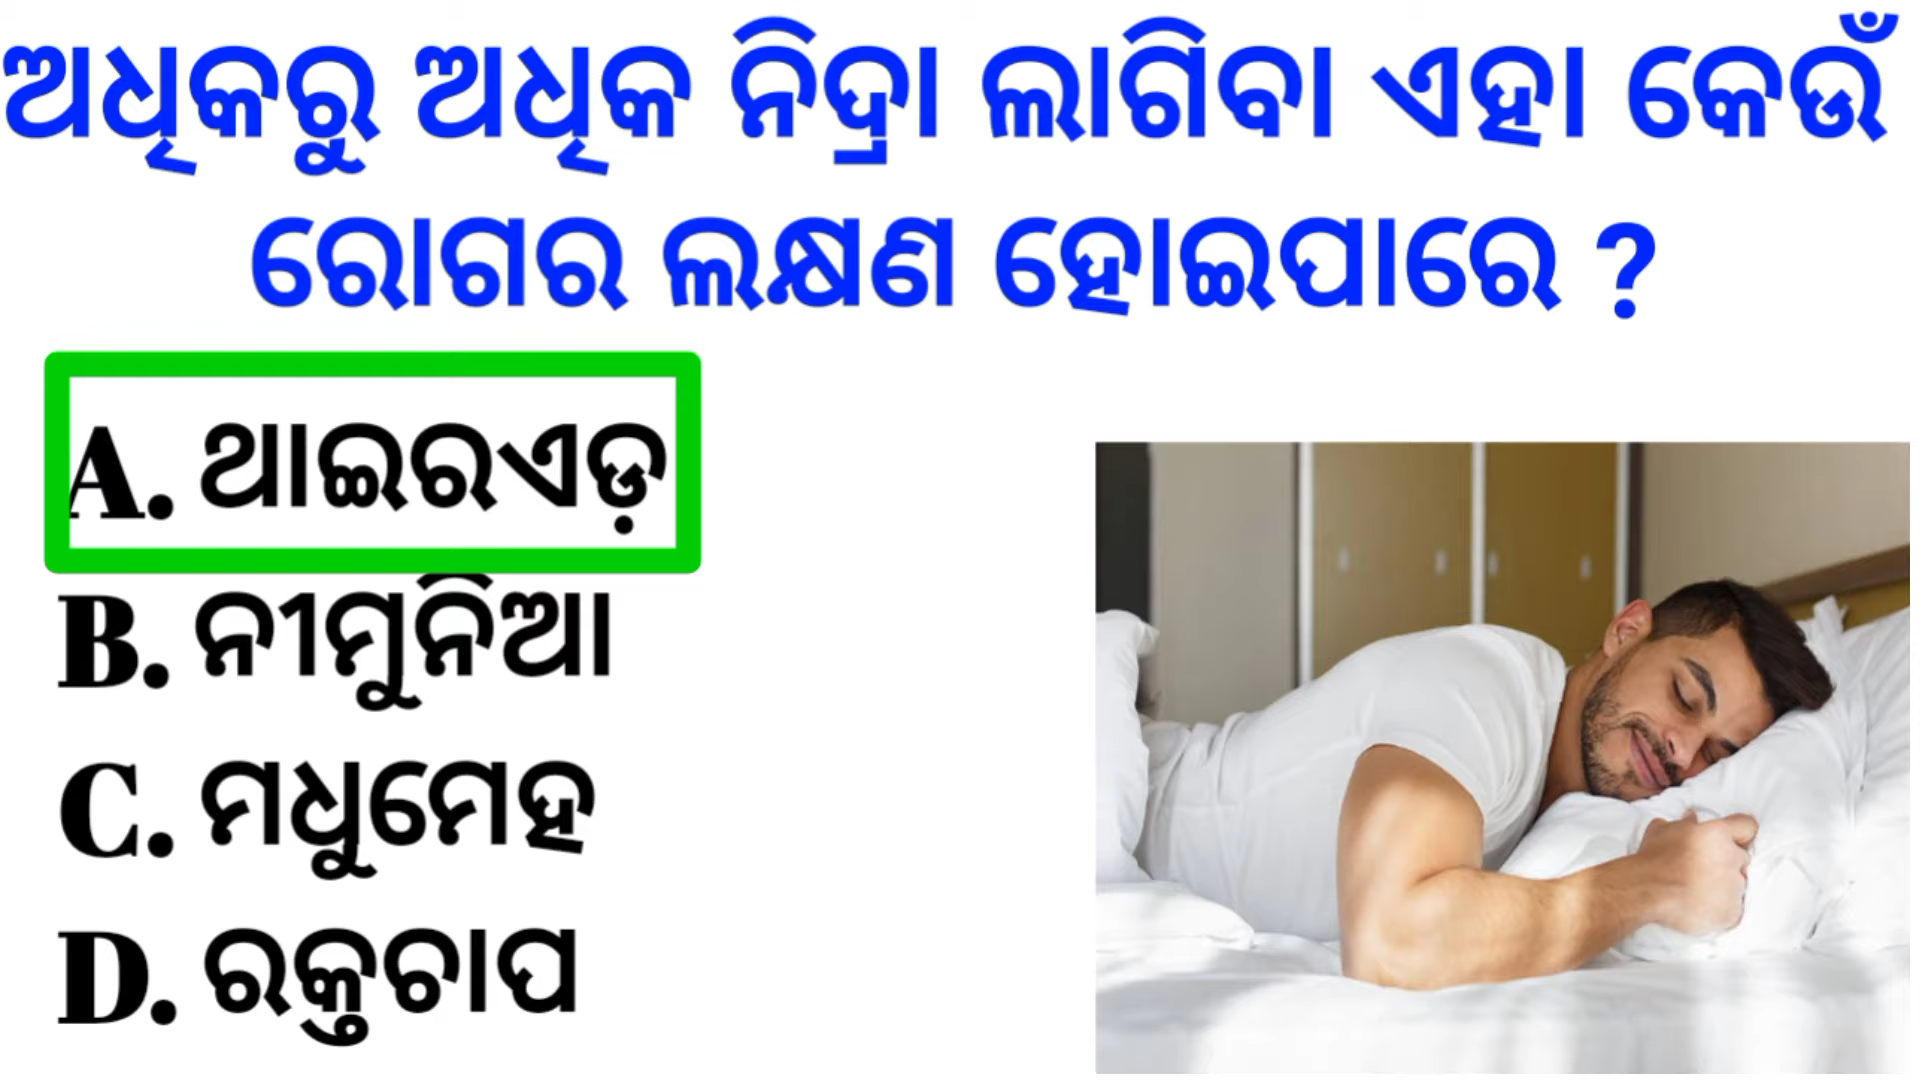 ଅଧିକରୁ ଅଧିକ ନିଦ୍ରା ଲାଗିବା ଏହା କେଉଁ
ରୋଗର ଲକ୍ଷଣ ହୋଇପାରେ ?
A. ଥାଇରଏଡ଼
B. ନୀମୁନିଆ
C. ମଧୁମେହ
D. ରକ୍ତଚାପ